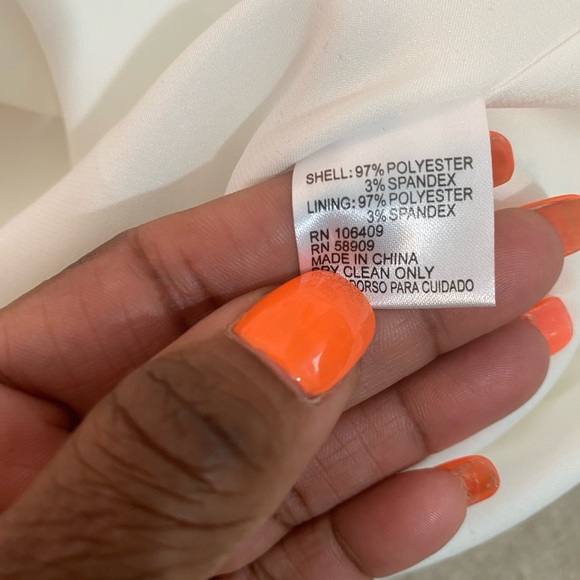 SHELL: 97% POLYESTER
3% SPANDEX
LINING: 97% POLYESTER
3% SPANDEX
RN 106409
RN 58909
MADE IN CHINA
DRY CLEAN ONLY
DORSO PARA CUIDADO